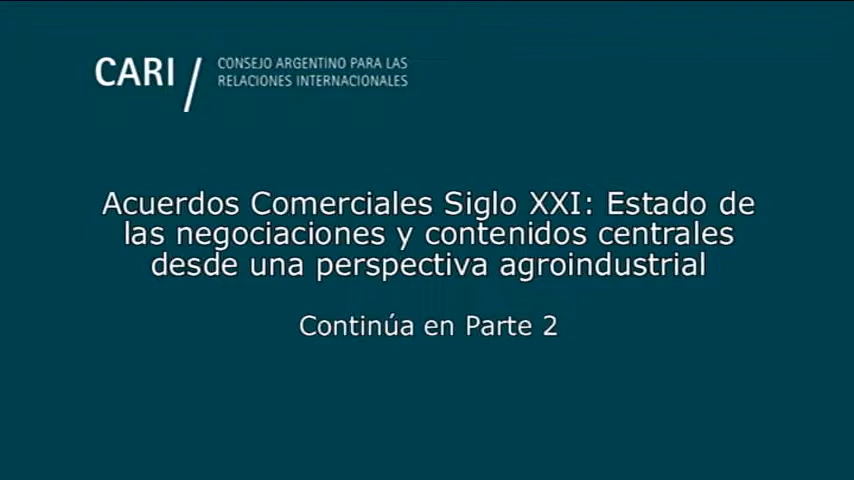 CARI
CONSEJO ARGENTINO PARA LAS
RELACIONES INTERNACIONALES
Acuerdos Comerciales Siglo XXI: Estado de
las negociaciones y contenidos centrales
desde una perspectiva agroindustrial
Continúa en Parte 2